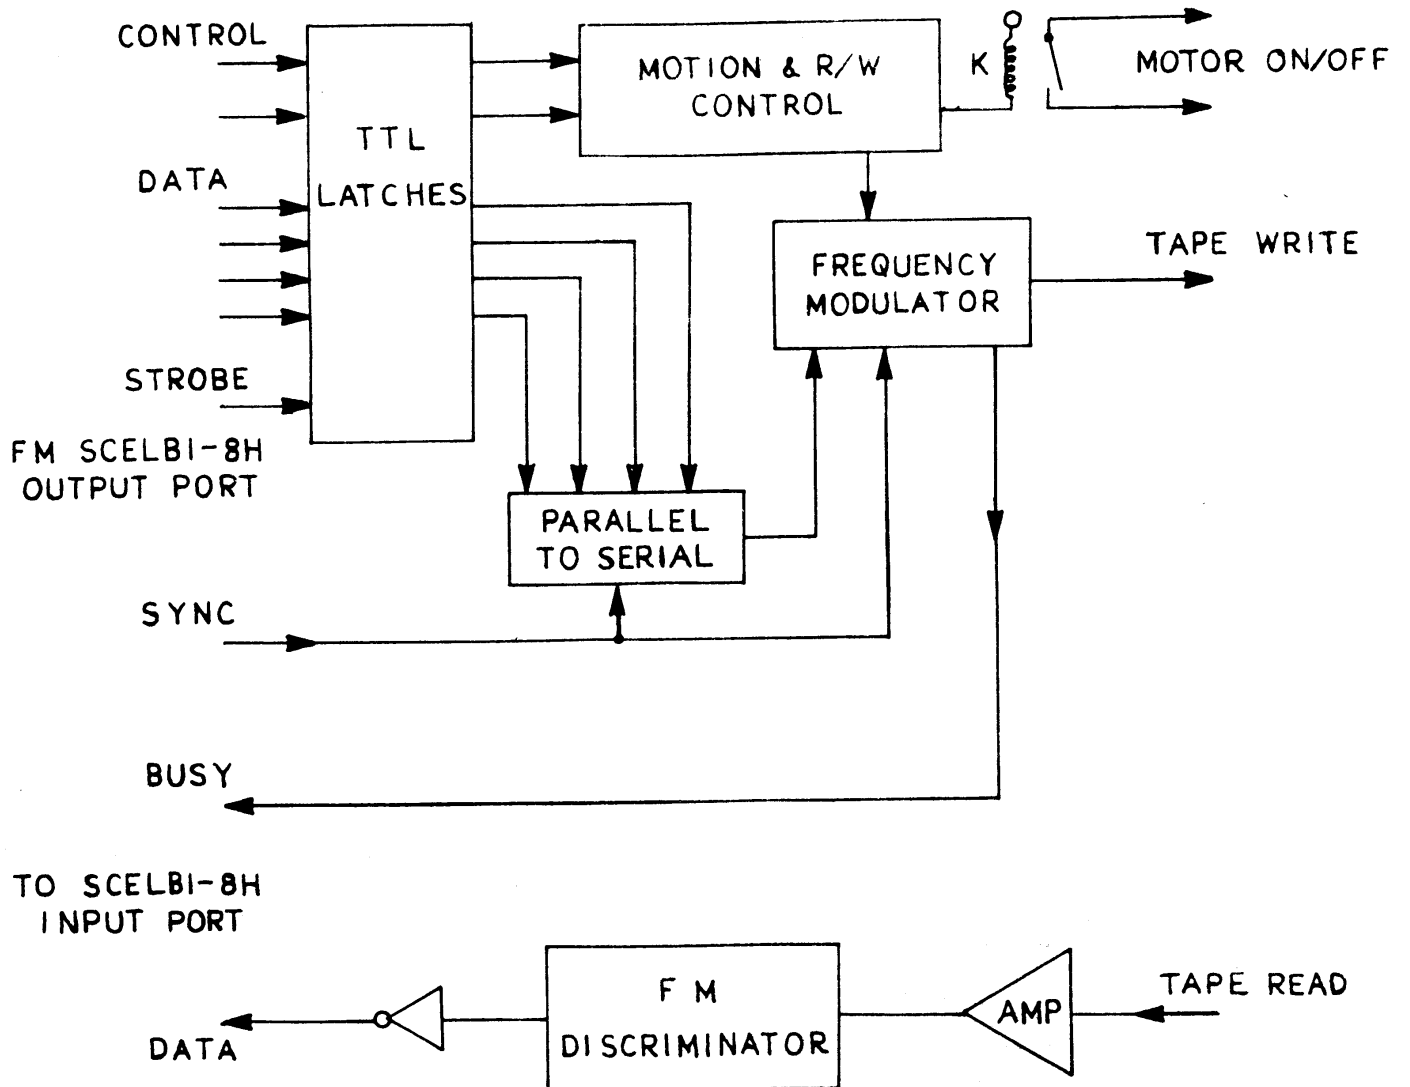 CONTROL
TTL
LATCHES
MOTION & R/W
CONTROL
K
MOTOR ON/OFF
DATA
FREQUENCY
MODULATOR
TAPE WRITE
STROBE
FM SCELBI-8H
OUTPUT PORT
PARALLEL
TO SERIAL
SYNC
BUSY
TO SCELBI-8H
INPUT PORT
FM
DISCRIMINATOR
AMP
TAPE READ
DATA